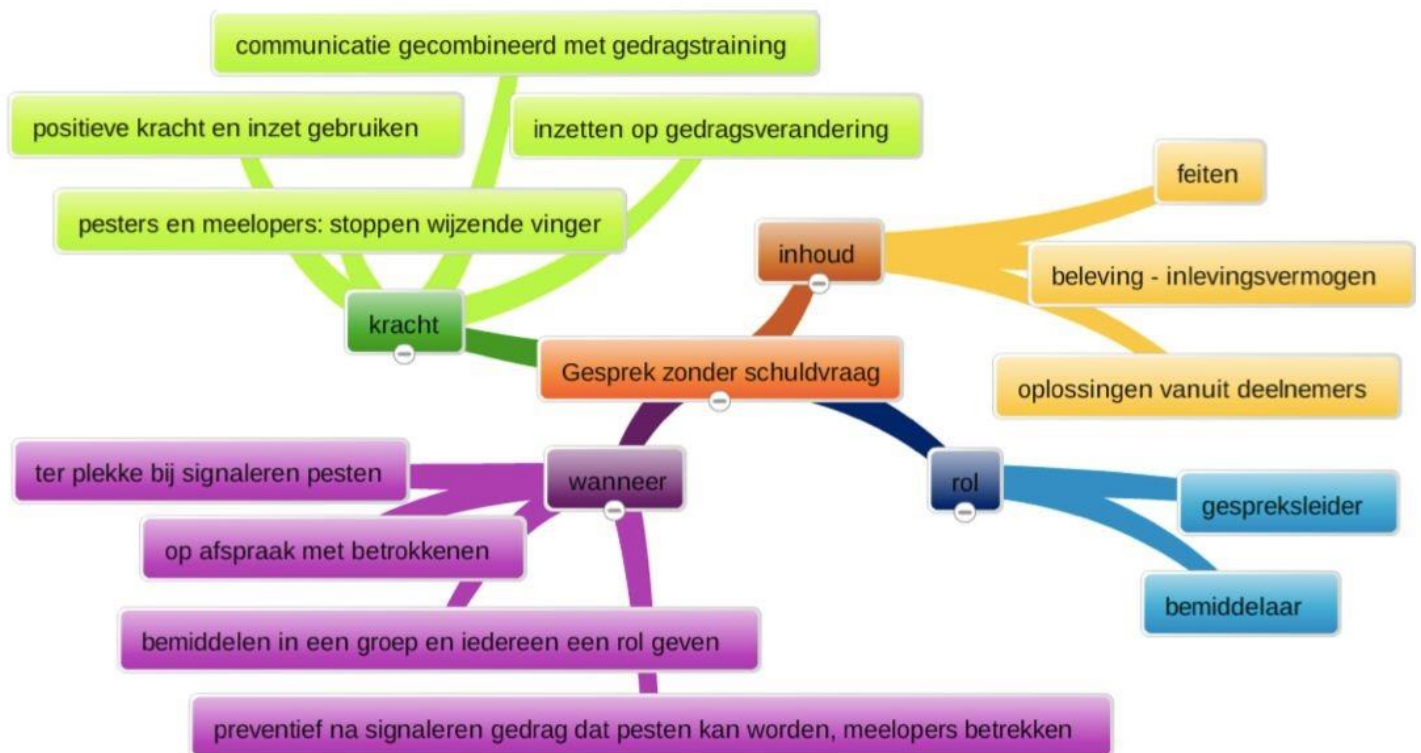 communicatie gecombineerd met gedragstraining
positieve kracht en inzet gebruiken
inzetten op gedragsverandering
pesters en meelopers: stoppen wijzende vinger
kracht
inhoud
feiten
beleving - inlevingsvermogen
oplossingen vanuit deelnemers
Gesprek zonder schuldvraag
wanneer
ter plekke bij signaleren pesten
op afspraak met betrokkenen
bemiddelen in een groep en iedereen een rol geven
preventief na signaleren gedrag dat pesten kan worden, meelopers betrekken
rol
gespreksleider
bemiddelaar